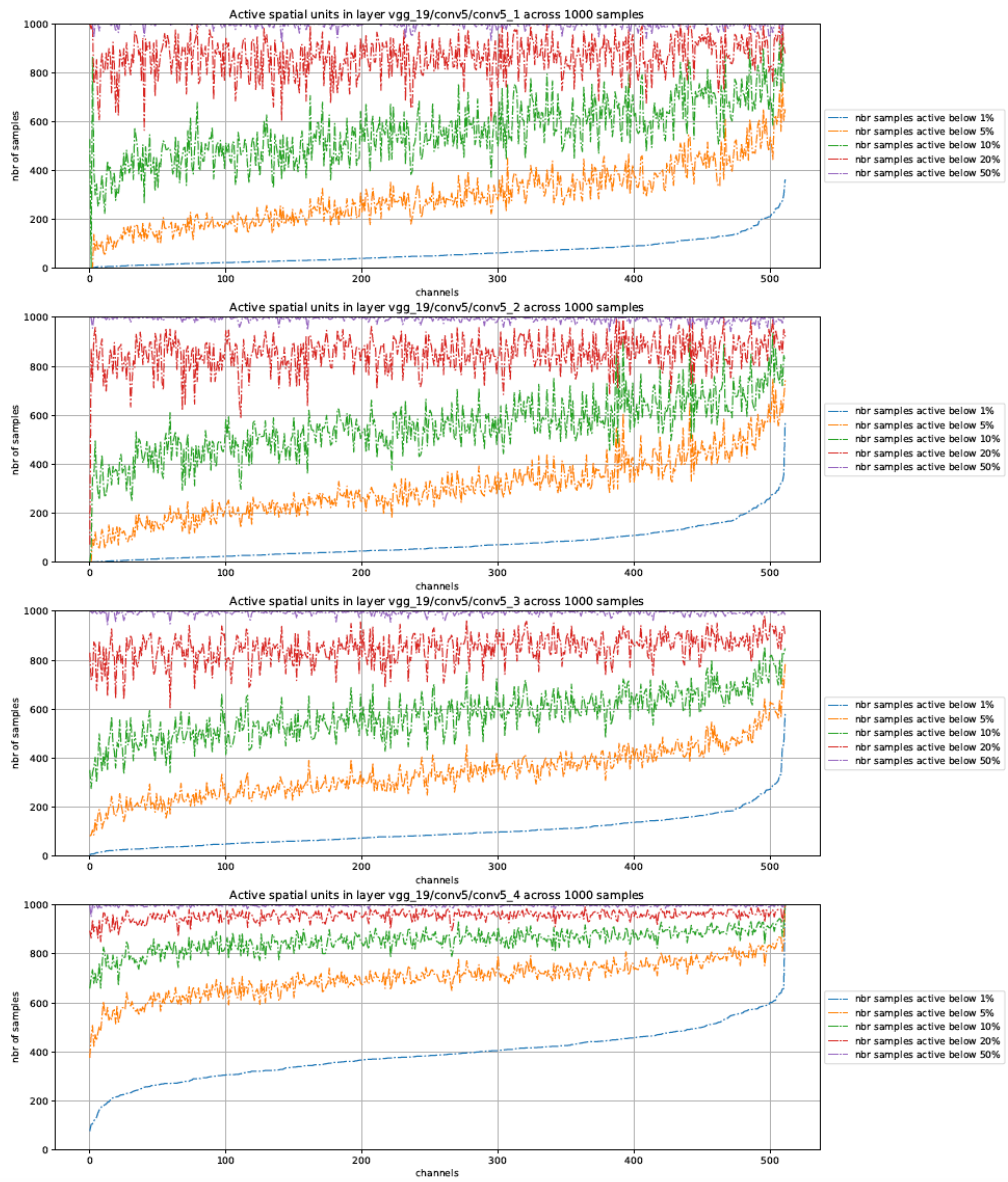 Active spatial units in layer vgg_19/conv5/conv5_1 across 1000 samples
nbr of samples
1000
800
600
400
200
0
0 100 200 300 400 500
channels
nbr samples active below 1%
nbr samples active below 5%
nbr samples active below 10%
nbr samples active below 20%
nbr samples active below 50%
Active spatial units in layer vgg_19/conv5/conv5_2 across 1000 samples
nbr of samples
1000
800
600
400
200
0
0 100 200 300 400 500
channels
nbr samples active below 1%
nbr samples active below 5%
nbr samples active below 10%
nbr samples active below 20%
nbr samples active below 50%
Active spatial units in layer vgg_19/conv5/conv5_3 across 1000 samples
nbr of samples
1000
800
600
400
200
0
0 100 200 300 400 500
channels
nbr samples active below 1%
nbr samples active below 5%
nbr samples active below 10%
nbr samples active below 20%
nbr samples active below 50%
Active spatial units in layer vgg_19/conv5/conv5_4 across 1000 samples
nbr of samples
1000
800
600
400
200
0
0 100 200 300 400 500
channels
nbr samples active below 1%
nbr samples active below 5%
nbr samples active below 10%
nbr samples active below 20%
nbr samples active below 50%